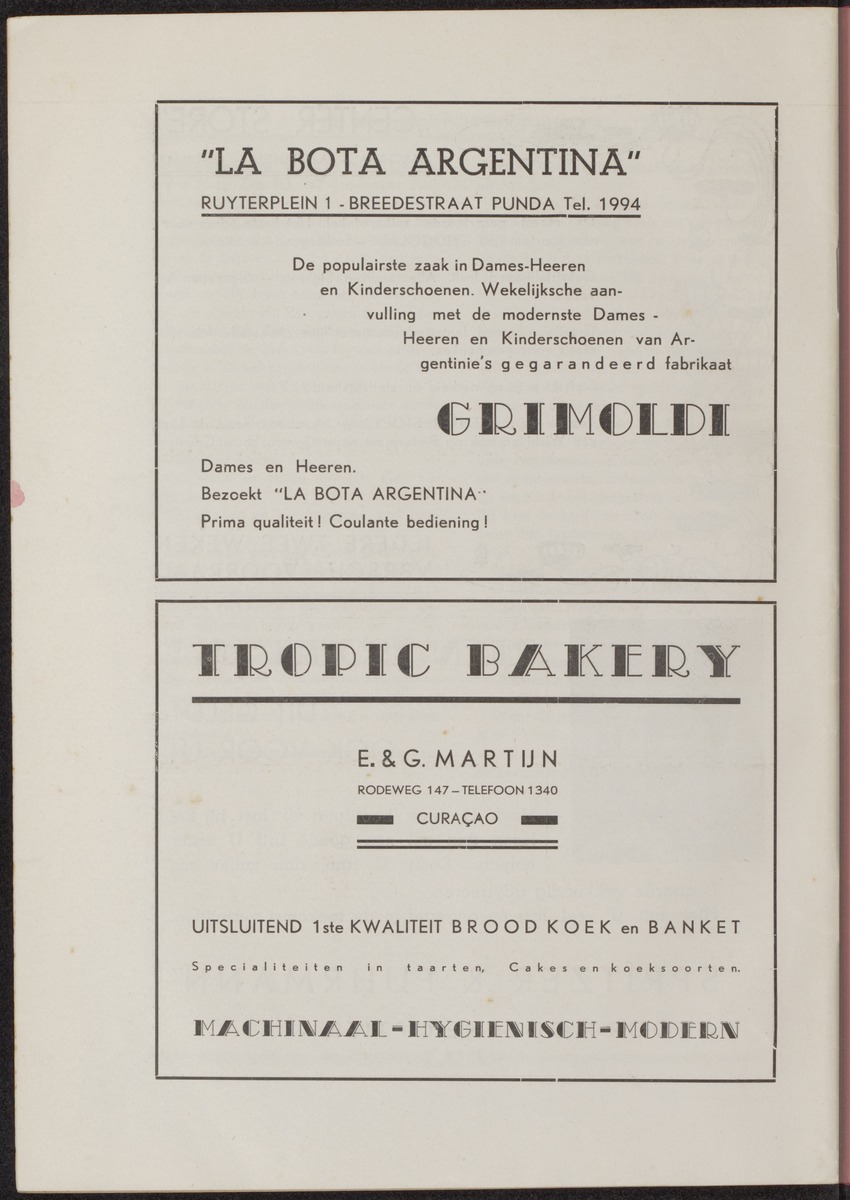 "LA BOTA ARGENTINA"
RUYTERPLEIN 1 - BREEDESTRAAT PUNDA Tel. 1994
De populairste zaak in Dames-Heeren
en Kinderschoenen. Wekelijksche aan-
vulling met de modernste Dames -
Heeren en Kinderschoenen van Ar-
gentinie's gegarandeerd fabrikaat
GRIMOLDI
Dames en Heeren.
Bezoekt "LA BOTA ARGENTINA"
Prima qualiteit! Coulante bediening!
TROPIC BAKERY
E. & G. MARTIJN
RODEWEG 147 – TELEFOON 1340
CURAÇAO
UITSLUITEND 1ste KWALITEIT BROOD KOEK en BANKET
Specialiteiten in taarten, Cakes en koeksoorten.
MACHINAAL-HYGIENISCH-MODERN